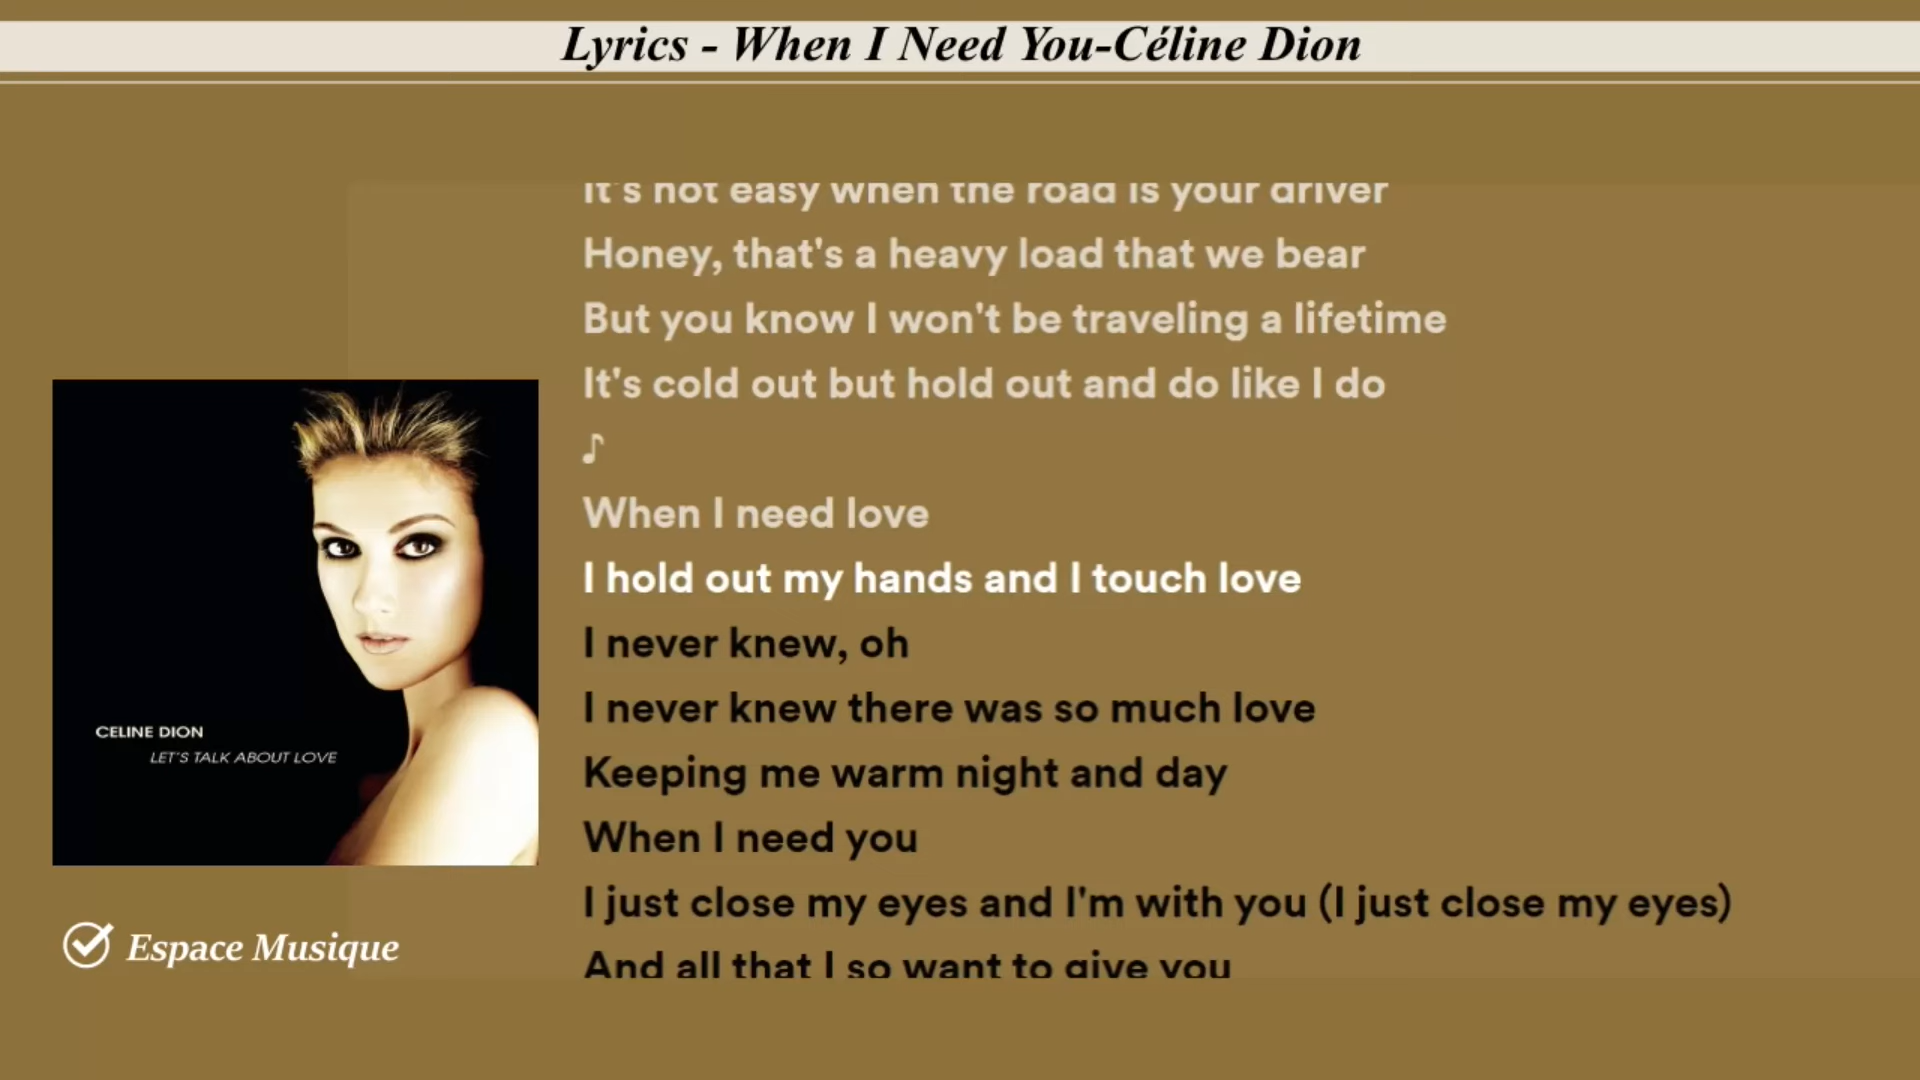 Lyrics - When I Need You-Céline Dion
It's not easy when the road is your driver
Honey, that's a heavy load that we bear
But you know I won't be traveling a lifetime
It's cold out but hold out and do like I do
♪
When I need love
I hold out my hands and I touch love
I never knew, oh
I never knew there was so much love
Keeping me warm night and day
When I need you
I just close my eyes and I'm with you (I just close my eyes)
And all that I so want to give you
CELINE DION
LET'S TALK ABOUT LOVE
Espace Musique